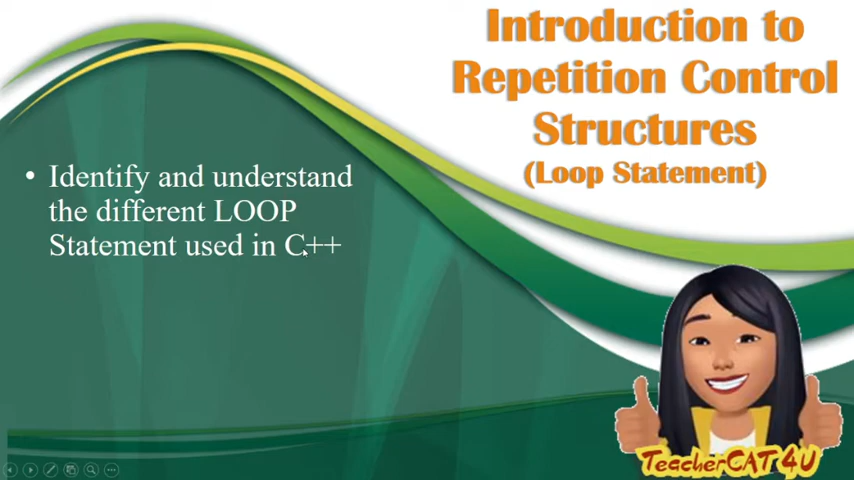 Introduction to
Repetition Control
Structures
(Loop Statement)
• Identify and understand
the different LOOP
Statement used in C++
TeacherCAT 4U